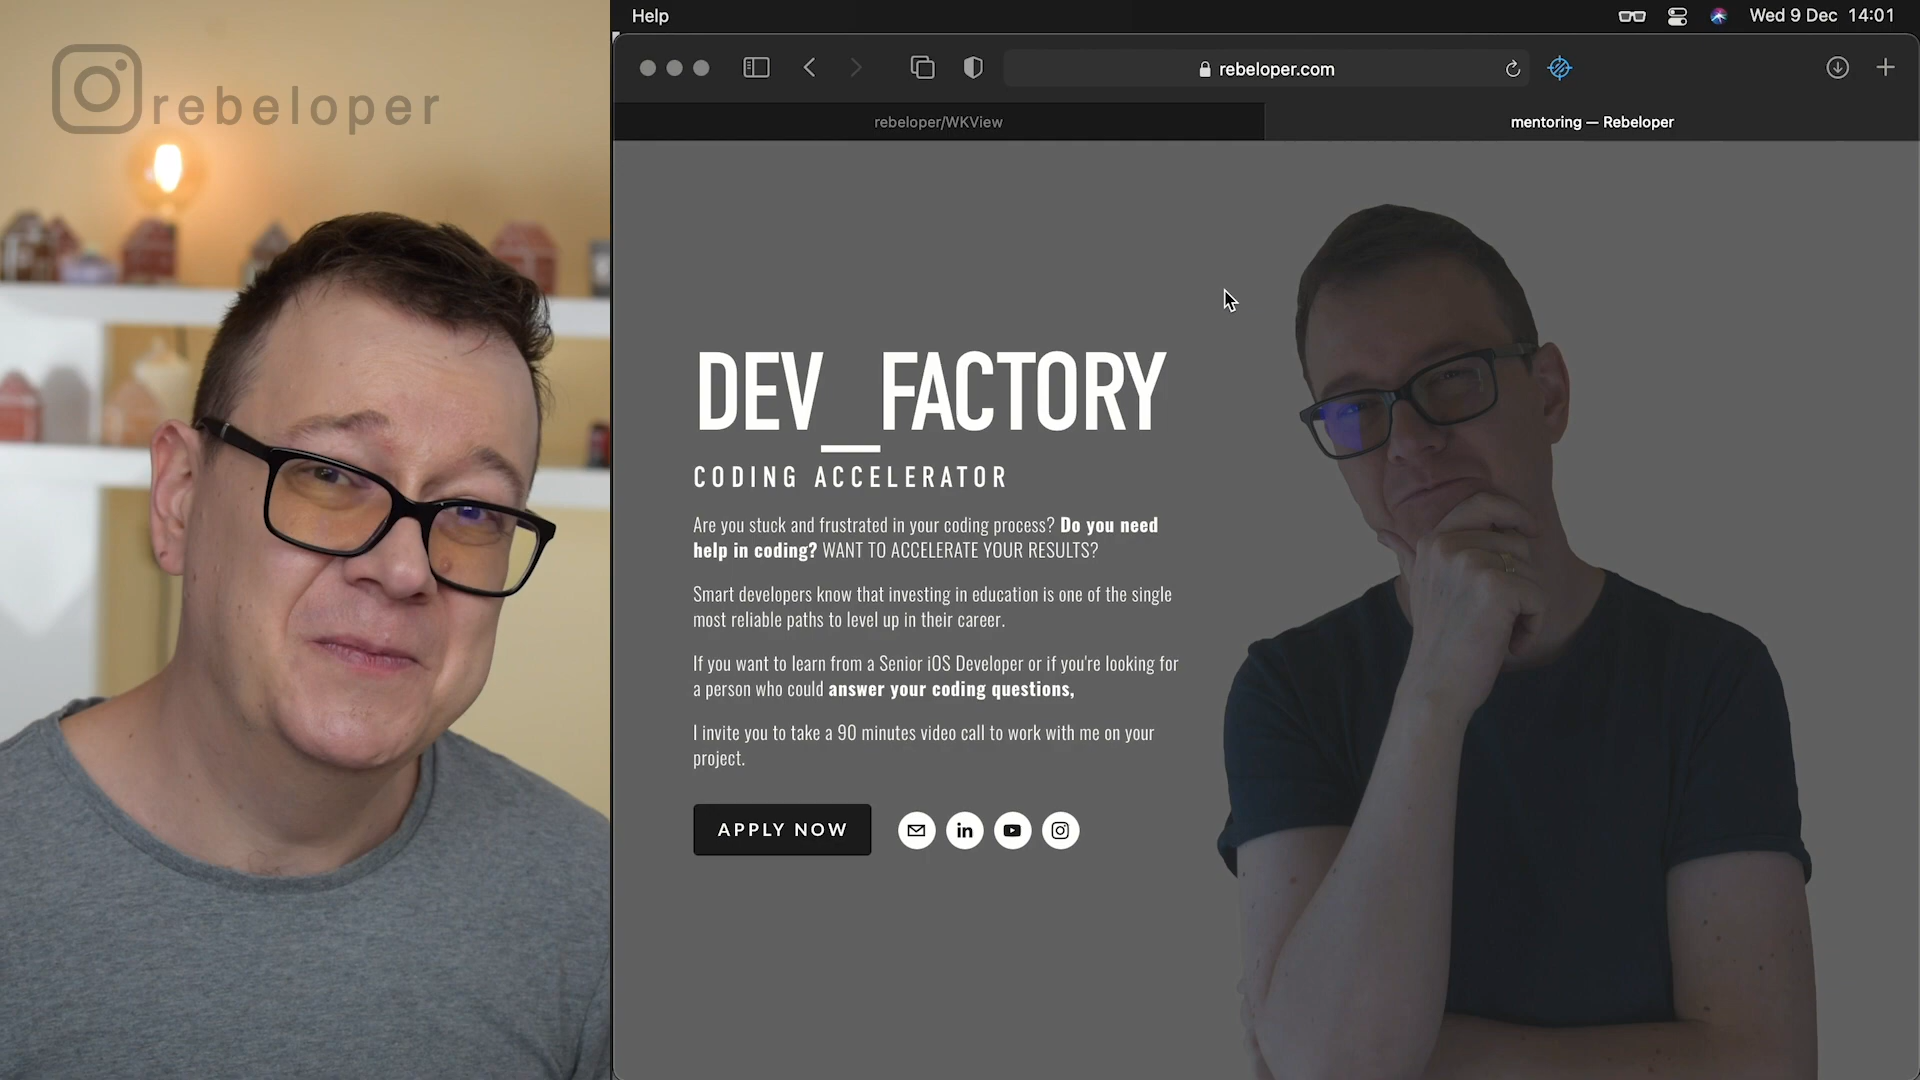 rebeloper
Help
Wed 9 Dec 14:01
rebeloper.com
rebeloper/WKView
mentoring — Rebeloper
DEV_FACTORY
CODING ACCELERATOR
Are you stuck and frustrated in your coding process? Do you need
help in coding? WANT TO ACCELERATE YOUR RESULTS?
Smart developers know that investing in education is one of the single
most reliable paths to level up in their career.
If you want to learn from a Senior iOS Developer or if you're looking for
a person who could answer your coding questions,
I invite you to take a 90 minutes video call to work with me on your
project.
APPLY NOW
in